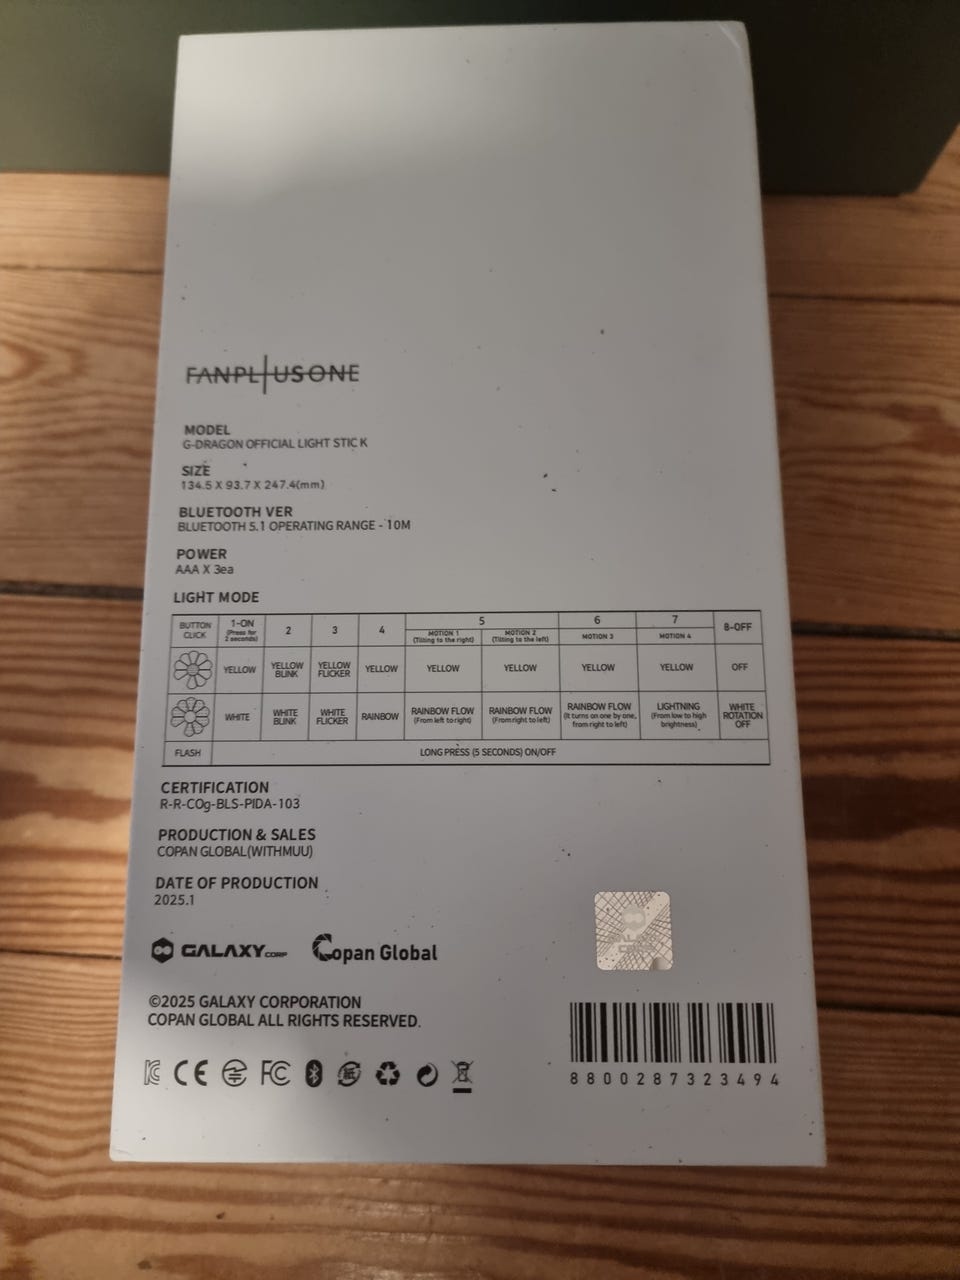 FANPLUSONE
MODEL
G-DRAGON OFFICIAL LIGHT STICK
SIZE
134.5 X 93.7 X 247.4(mm)
BLUETOOTH VER
BLUETOOTH 5.1 OPERATING RANGE - 10M
POWER
AAA X 3ea
LIGHT MODE
BUTTON CLICK 1-ON (Press for 2 seconds) 2 3 4 5 6 7 8-OFF
MOTION 1 (Tilting to the right) MOTION 2 (Tilting to the left) MOTION 3 MOTION 4
YELLOW YELLOW BLINK YELLOW FLICKER YELLOW YELLOW YELLOW YELLOW YELLOW OFF
WHITE WHITE BLINK WHITE FLICKER RAINBOW RAINBOW FLOW (From left to right) RAINBOW FLOW (From right to left) RAINBOW FLOW (It turns on one by one, from right to left) LIGHTNING (From low to high brightness) WHITE ROTATION OFF
FLASH LONG PRESS (5 SECONDS) ON/OFF
CERTIFICATION
R-R-COg-BLS-PIDA-103
PRODUCTION & SALES
COPAN GLOBAL(WITHMUU)
DATE OF PRODUCTION
2025.1
GALAXY CORP Copan Global
GALAXY CORP
©2025 GALAXY CORPORATION
COPAN GLOBAL ALL RIGHTS RESERVED.
CE FC 紙
8800287323494